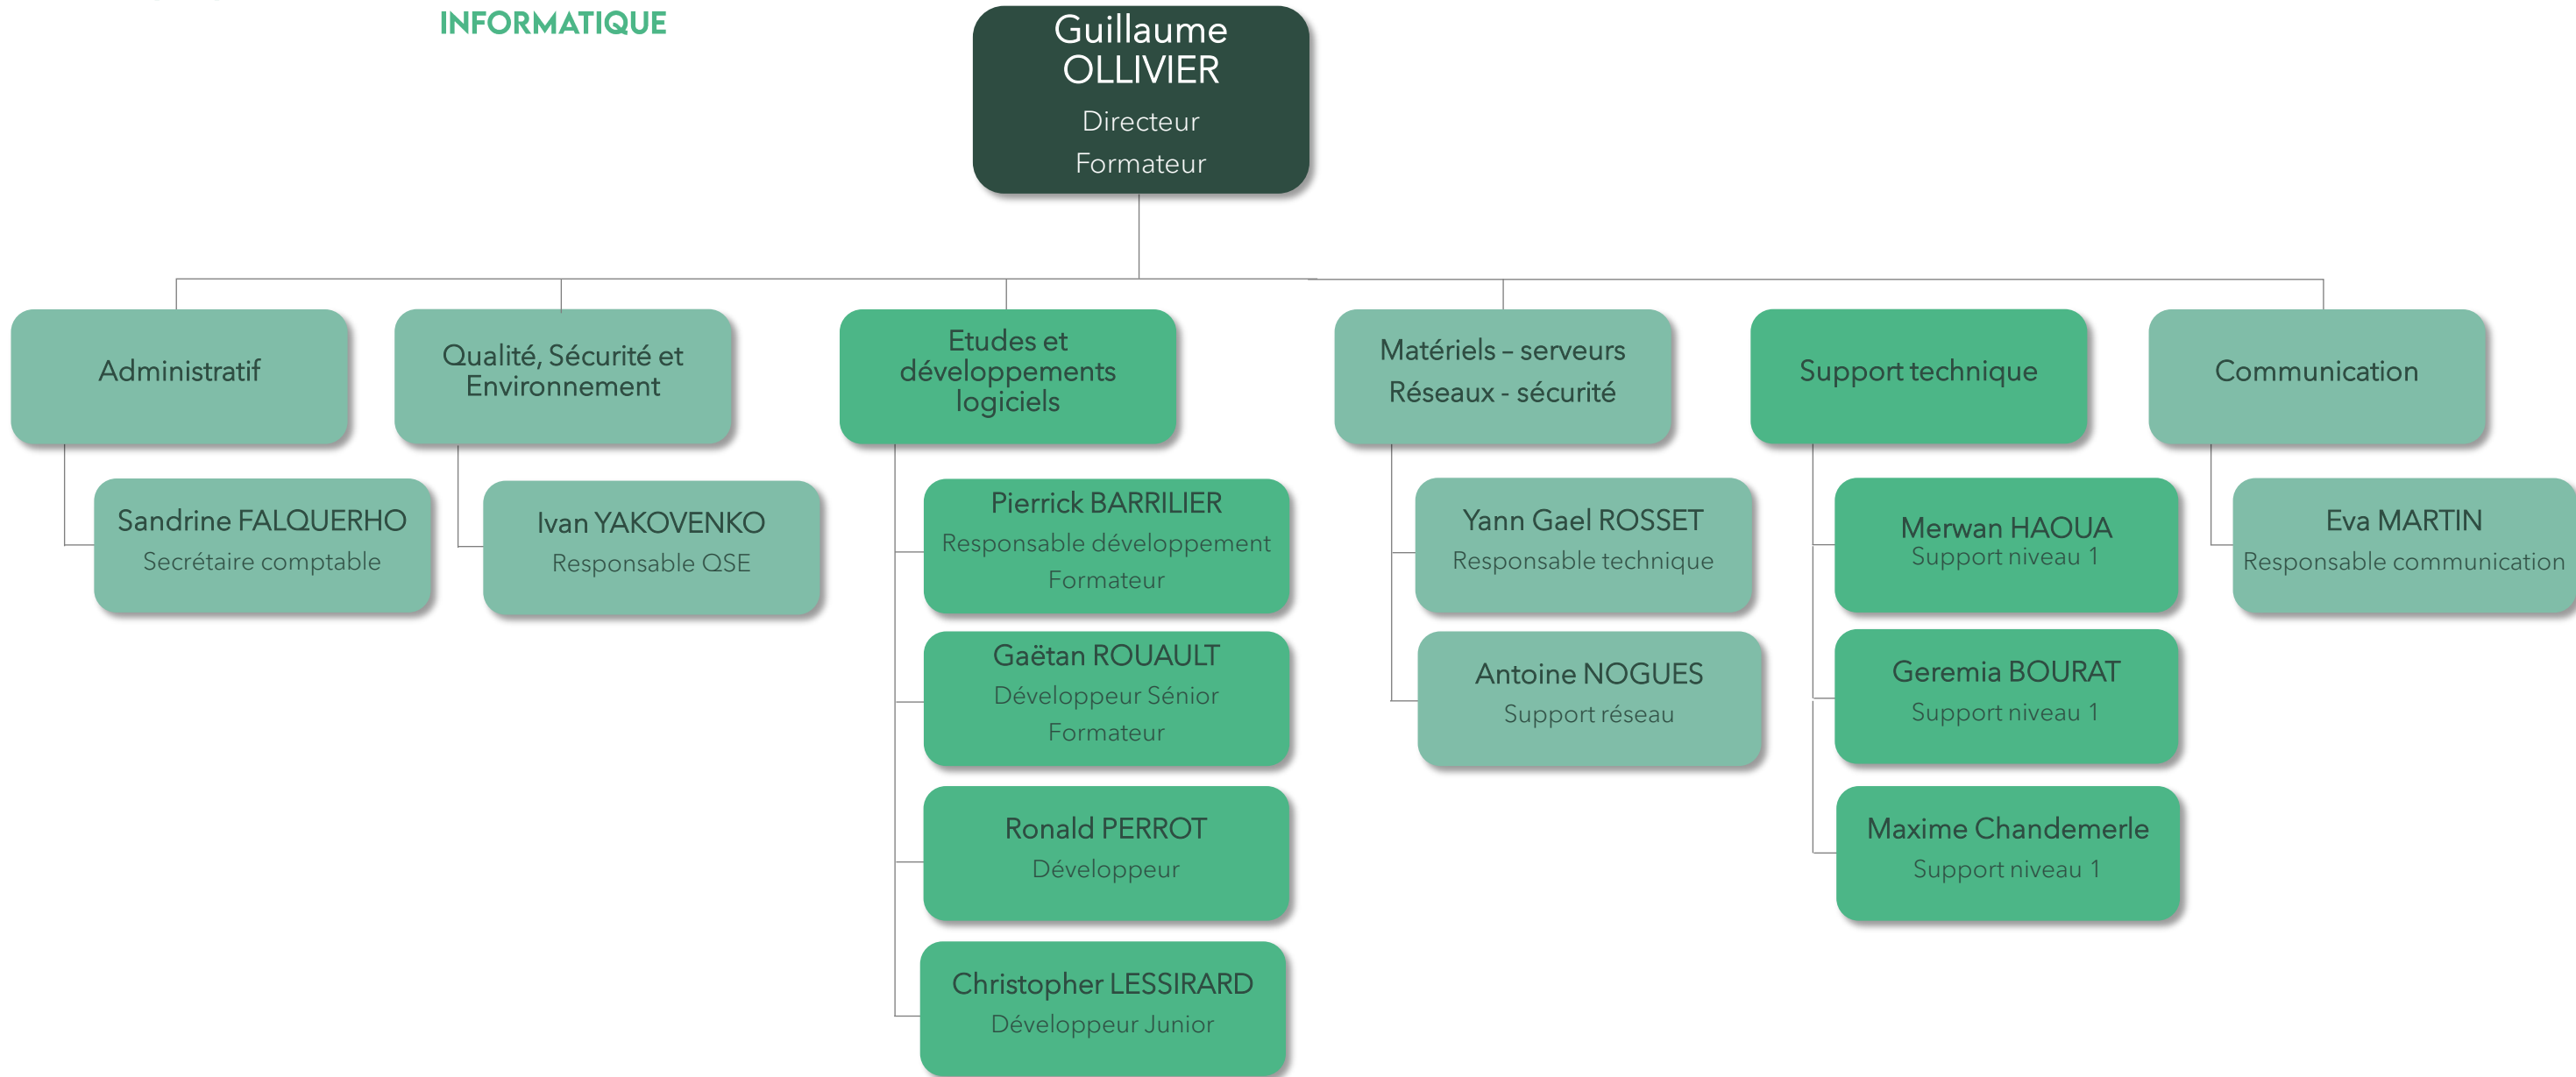 INFORMATIQUE
Guillaume
OLLIVIER
Directeur
Formateur
Administratif
Qualité, Sécurité et
Environnement
Etudes et
développements
logiciels
Matériels – serveurs
Réseaux - sécurité
Support technique
Communication
Sandrine FALQUERHO
Secrétaire comptable
Ivan YAKOVENKO
Responsable QSE
Pierrick BARRILIER
Responsable développement
Formateur
Gaëtan ROUAULT
Développeur Sénior
Formateur
Ronald PERROT
Développeur
Christopher LESSIRARD
Développeur Junior
Yann Gael ROSSET
Responsable technique
Antoine NOGUES
Support réseau
Merwan HAOUA
Support niveau 1
Geremia BOURAT
Support niveau 1
Maxime Chandemerle
Support niveau 1
Eva MARTIN
Responsable communication